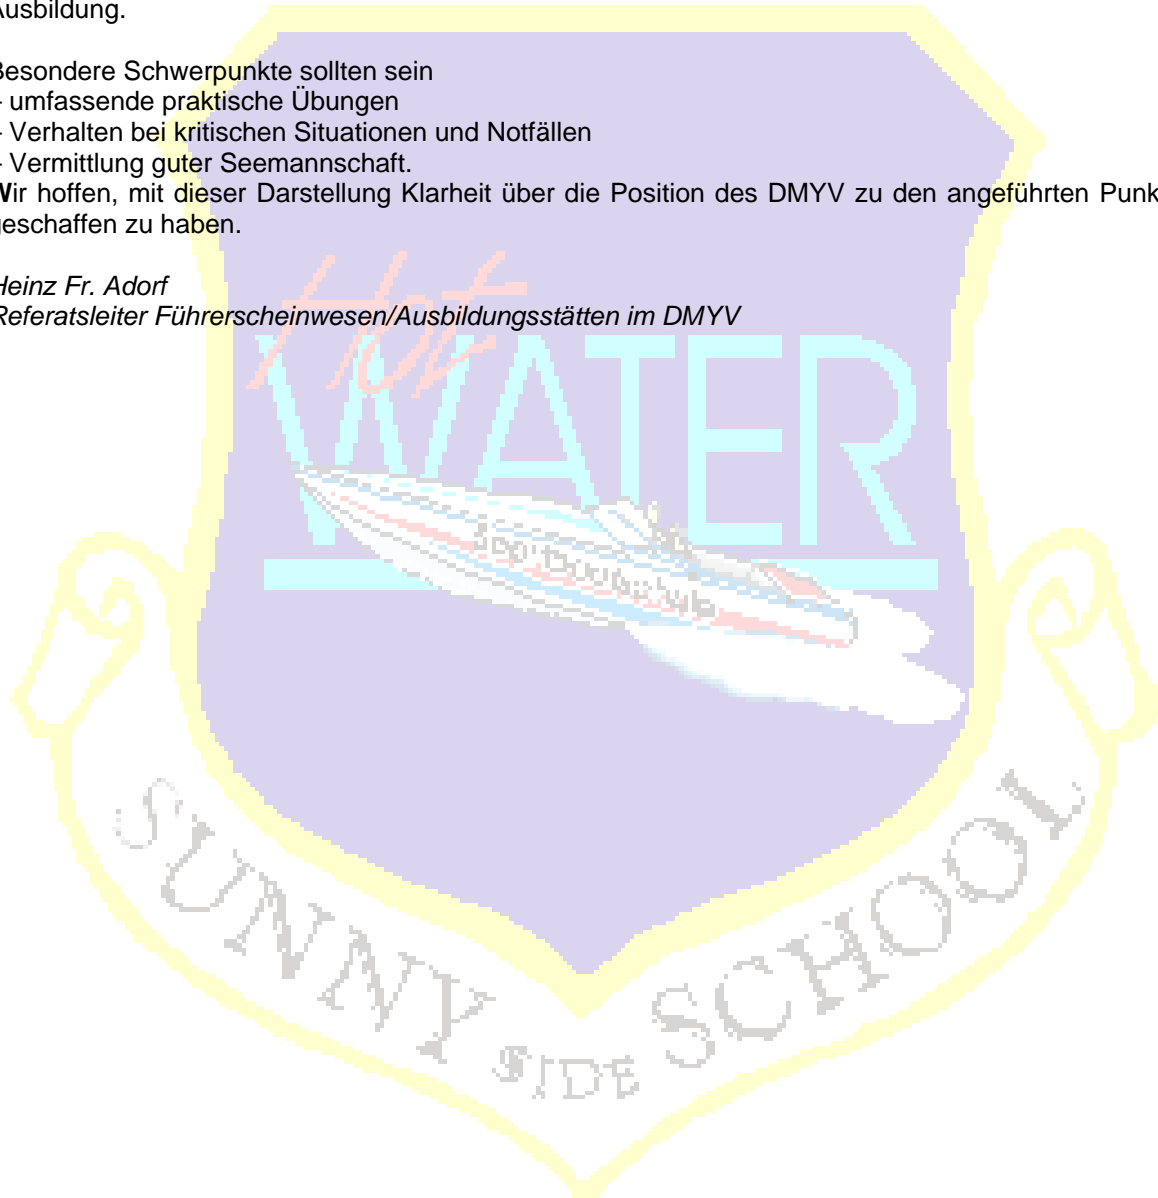 Ausbildung.
Besondere Schwerpunkte sollten sein
- umfassende praktische Übungen
- Verhalten bei kritischen Situationen und Notfällen
- Vermittlung guter Seemannschaft.
Wir hoffen, mit dieser Darstellung Klarheit über die Position des DMYV zu den angeführten Punk
geschaffen zu haben.
Heinz Fr. Adorf
Referatsleiter Führerscheinwesen/Ausbildungsstätten im DMYV
Hot
WATER
Sportbootschule
SUNNY SIDE SCHOOL